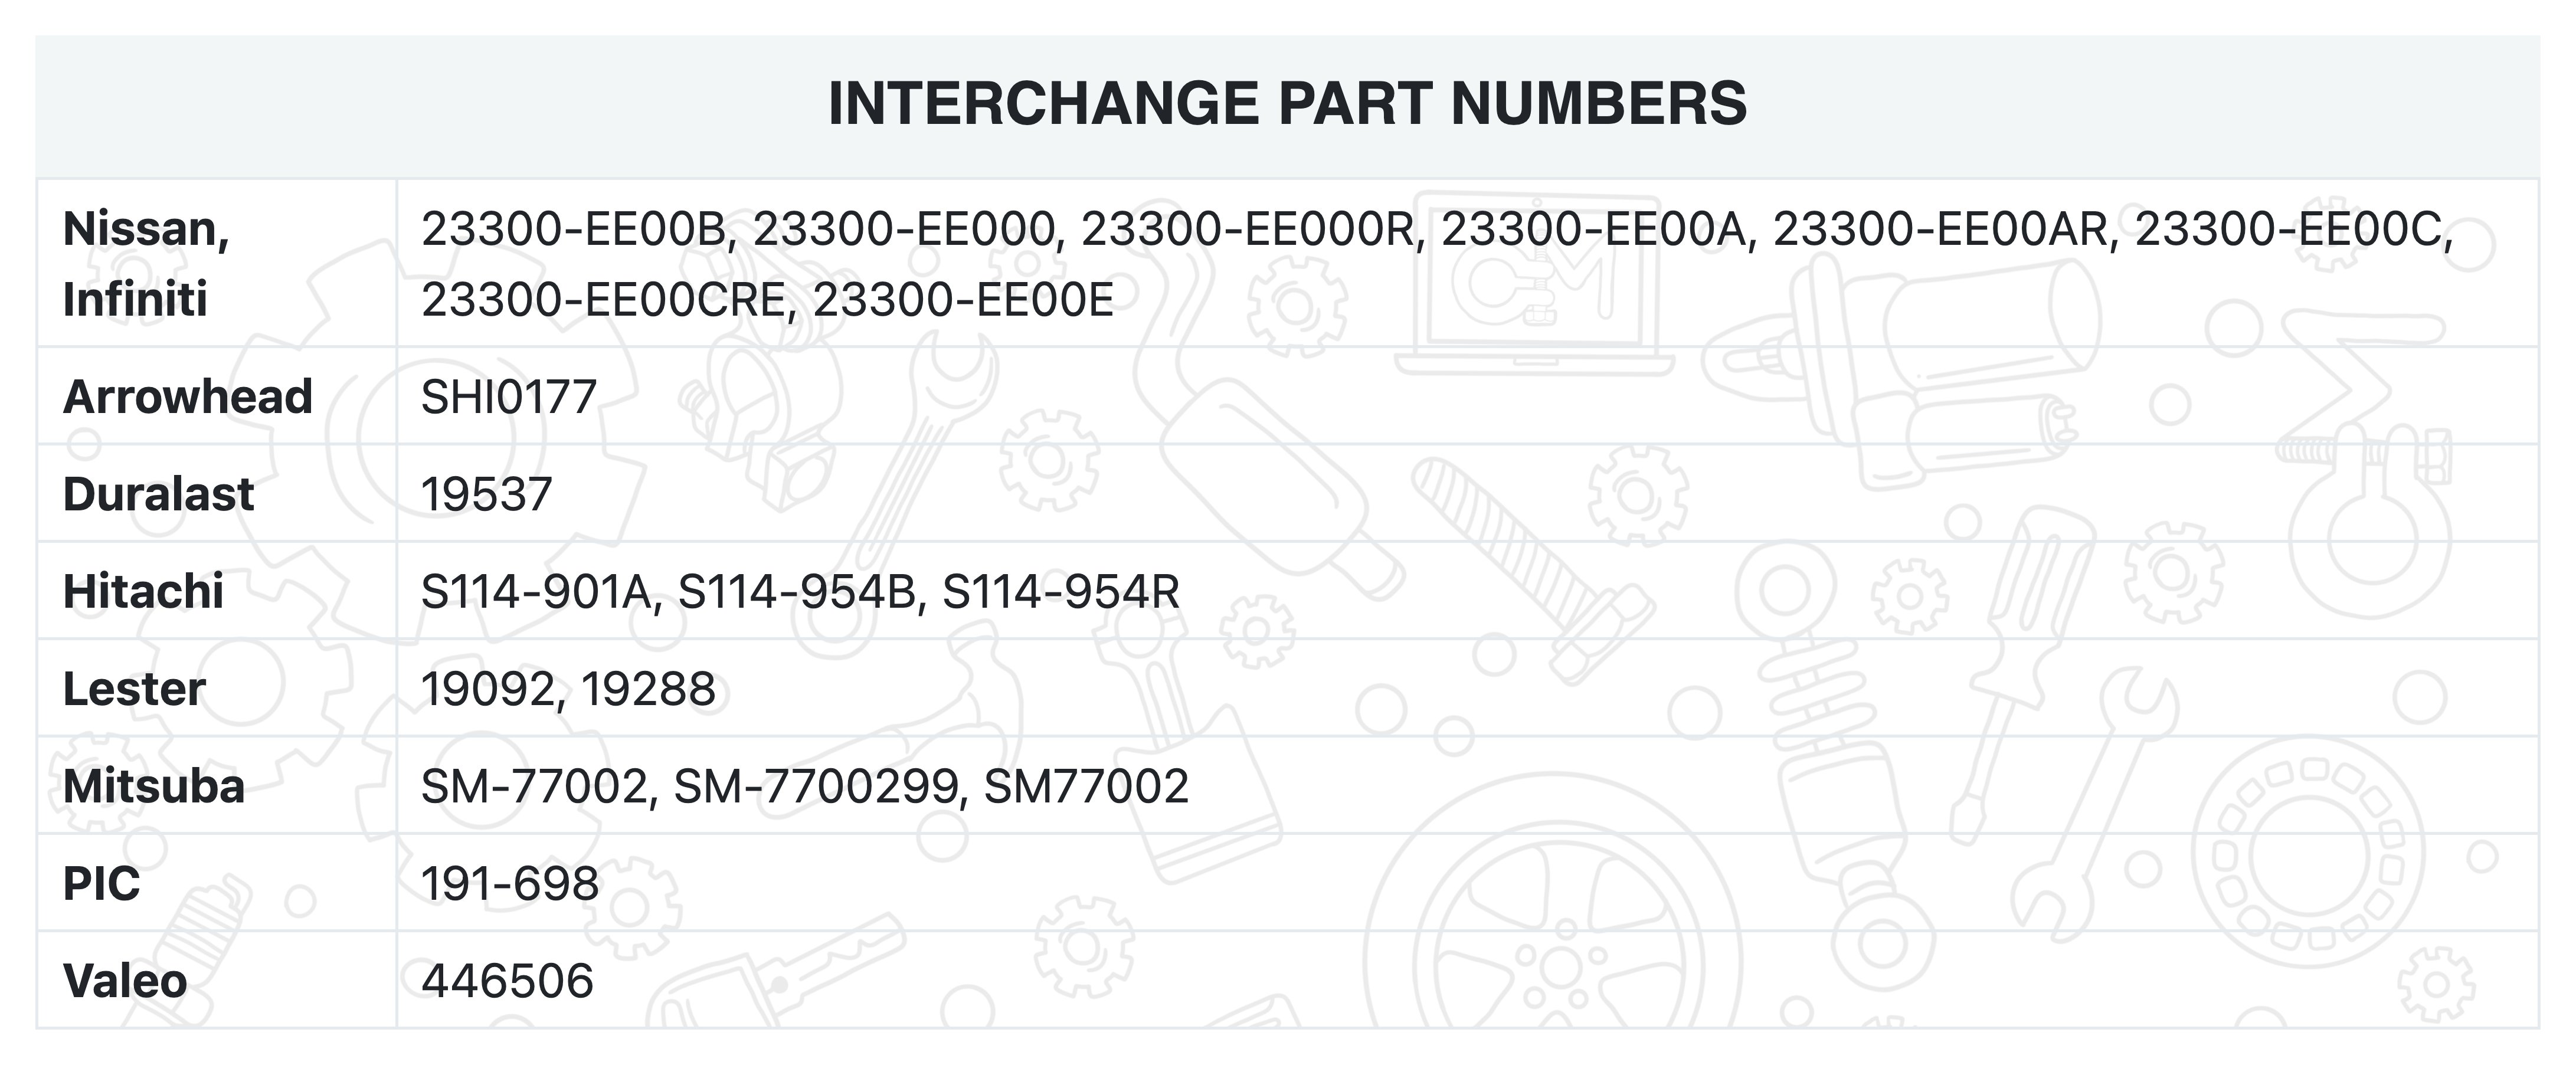 INTERCHANGE PART NUMBERS
Nissan, Infiniti
23300-EE00B, 23300-EE000, 23300-EE000R, 23300-EE00A, 23300-EE00AR, 23300-EE00C,
23300-EE00CRE, 23300-EE00E
Arrowhead SHI0177
Duralast 19537
Hitachi S114-901A, S114-954B, S114-954R
Lester 19092, 19288
Mitsuba SM-77002, SM-7700299, SM77002
PIC 191-698
Valeo 446506